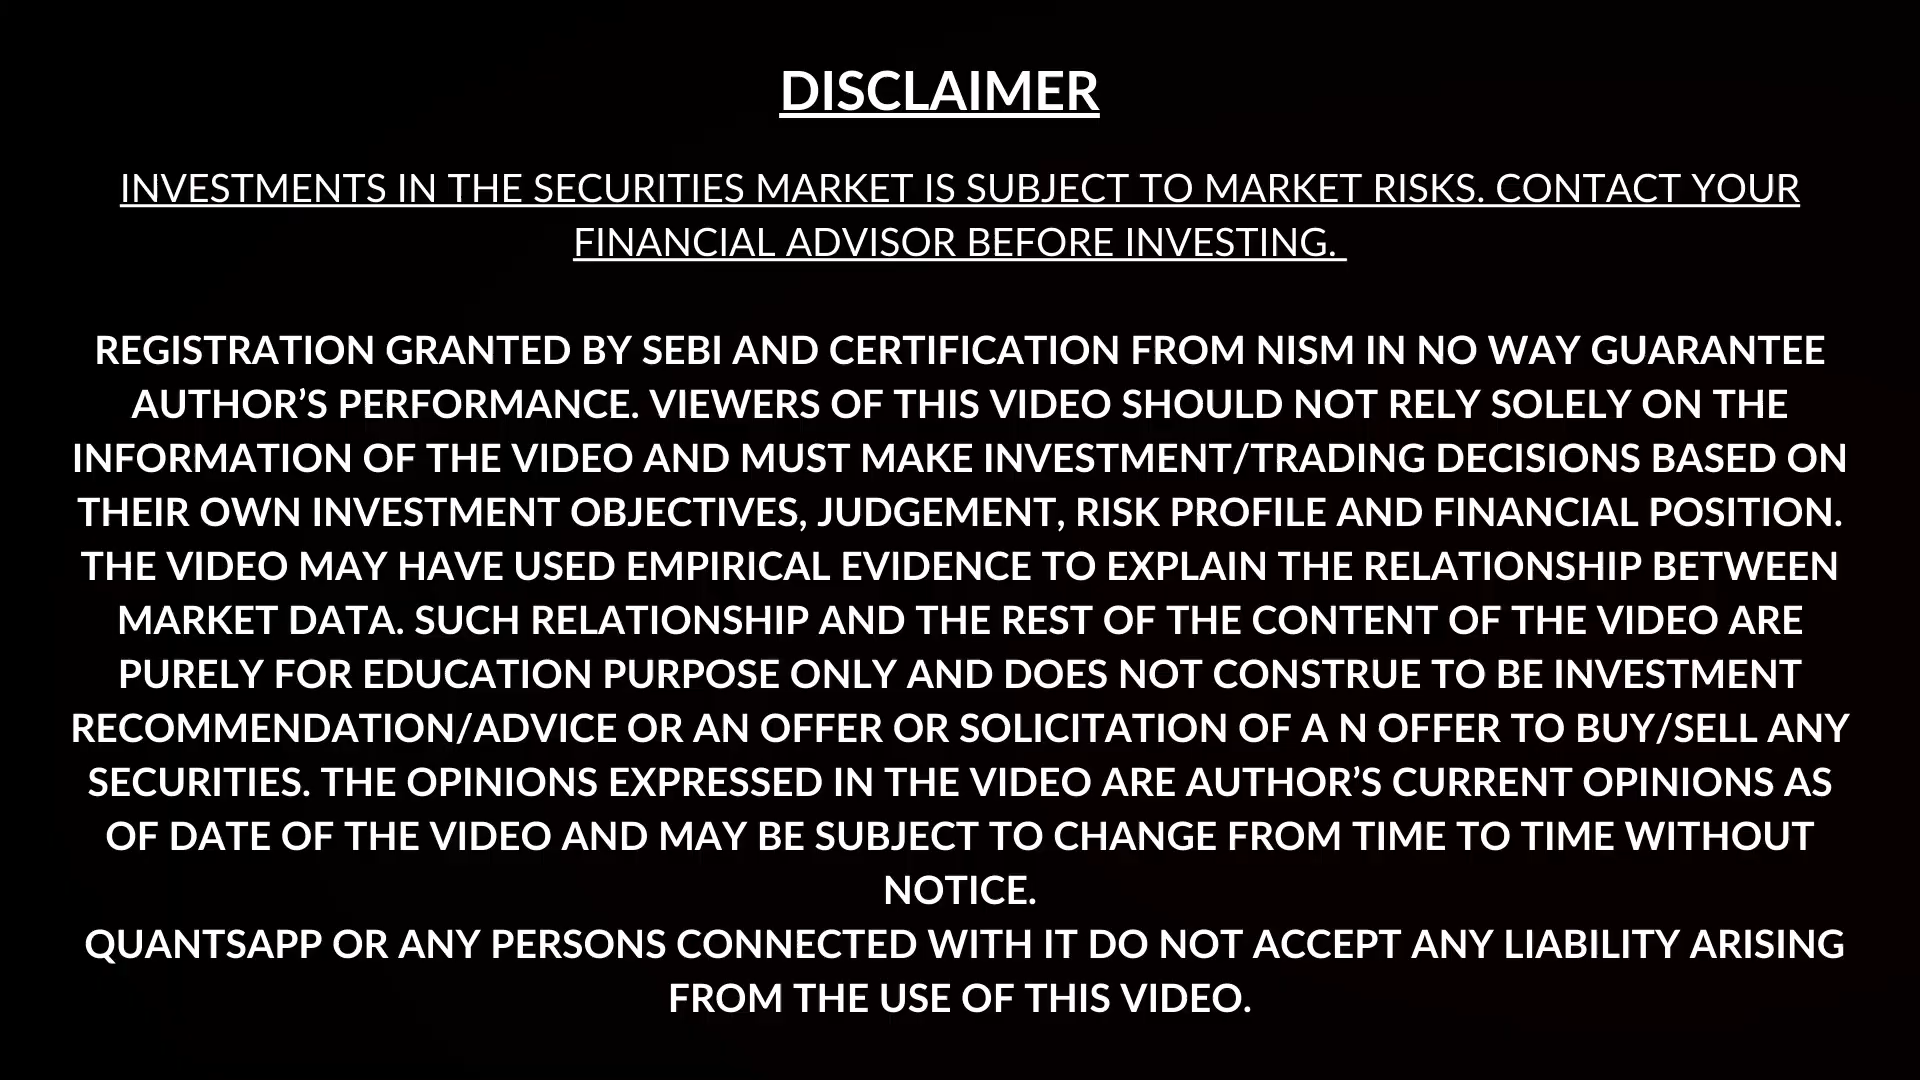 DISCLAIMER
INVESTMENTS IN THE SECURITIES MARKET IS SUBJECT TO MARKET RISKS. CONTACT YOUR
FINANCIAL ADVISOR BEFORE INVESTING.
REGISTRATION GRANTED BY SEBI AND CERTIFICATION FROM NISM IN NO WAY GUARANTEE
AUTHOR’S PERFORMANCE. VIEWERS OF THIS VIDEO SHOULD NOT RELY SOLELY ON THE
INFORMATION OF THE VIDEO AND MUST MAKE INVESTMENT/TRADING DECISIONS BASED ON
THEIR OWN INVESTMENT OBJECTIVES, JUDGEMENT, RISK PROFILE AND FINANCIAL POSITION.
THE VIDEO MAY HAVE USED EMPIRICAL EVIDENCE TO EXPLAIN THE RELATIONSHIP BETWEEN
MARKET DATA. SUCH RELATIONSHIP AND THE REST OF THE CONTENT OF THE VIDEO ARE
PURELY FOR EDUCATION PURPOSE ONLY AND DOES NOT CONSTRUE TO BE INVESTMENT
RECOMMENDATION/ADVICE OR AN OFFER OR SOLICITATION OF A N OFFER TO BUY/SELL ANY
SECURITIES. THE OPINIONS EXPRESSED IN THE VIDEO ARE AUTHOR’S CURRENT OPINIONS AS
OF DATE OF THE VIDEO AND MAY BE SUBJECT TO CHANGE FROM TIME TO TIME WITHOUT
NOTICE.
QUANTSAPP OR ANY PERSONS CONNECTED WITH IT DO NOT ACCEPT ANY LIABILITY ARISING
FROM THE USE OF THIS VIDEO.